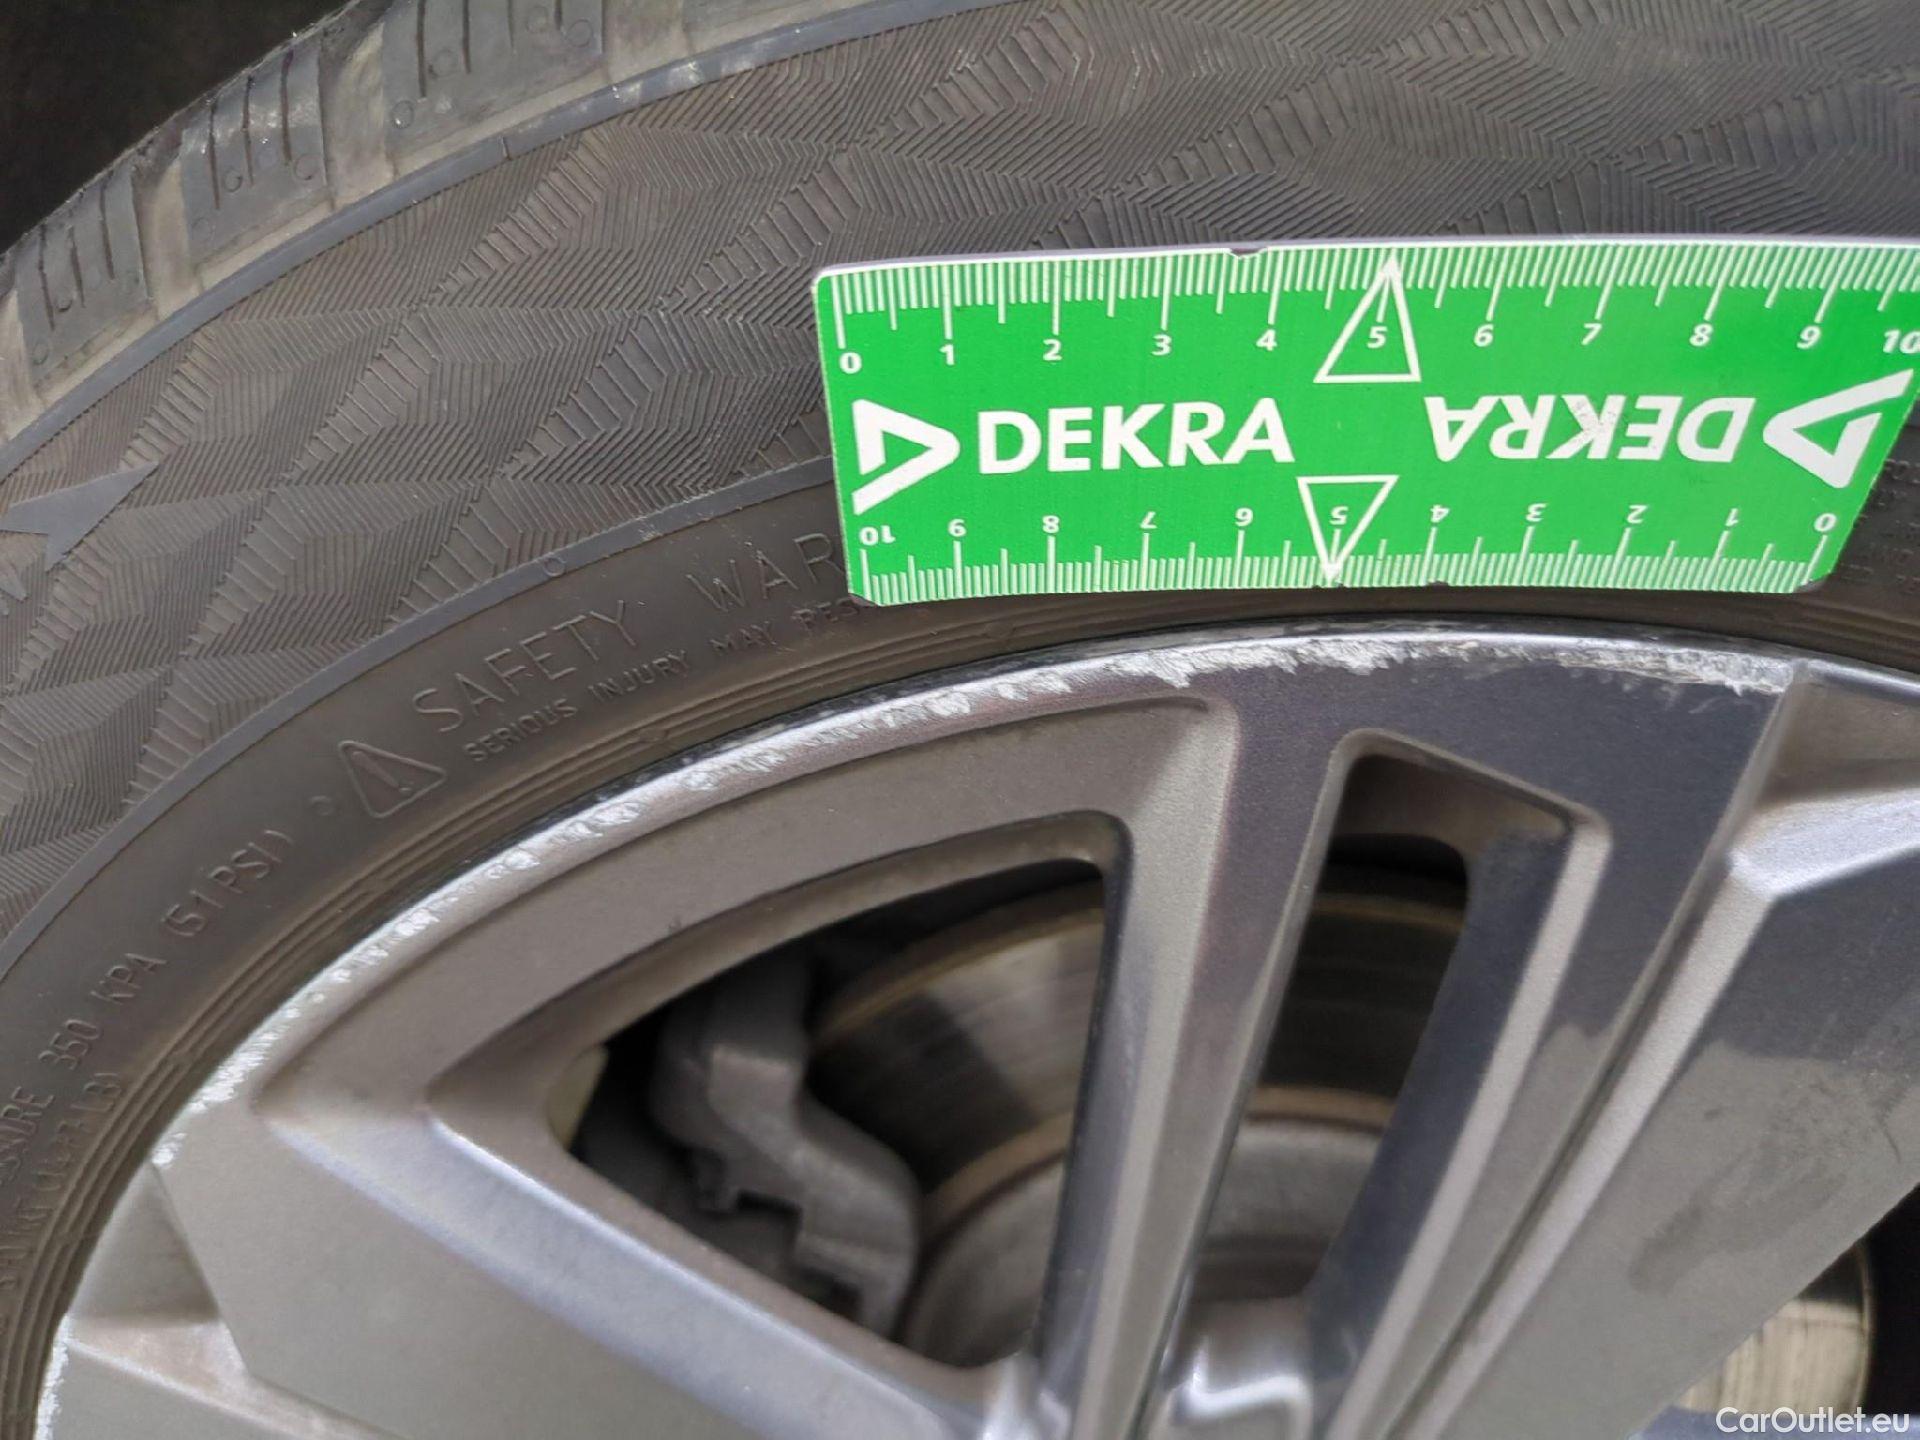 0 1 2 3 4 5 6 7 8 9 10
DEKRA DEKRA
10 9 8 7 6 5 4 3 2 1 0
SAFETY WAR
SERIOUS INJURY MAY RES
350 KPA (51 PSI)
CarOutlet.eu